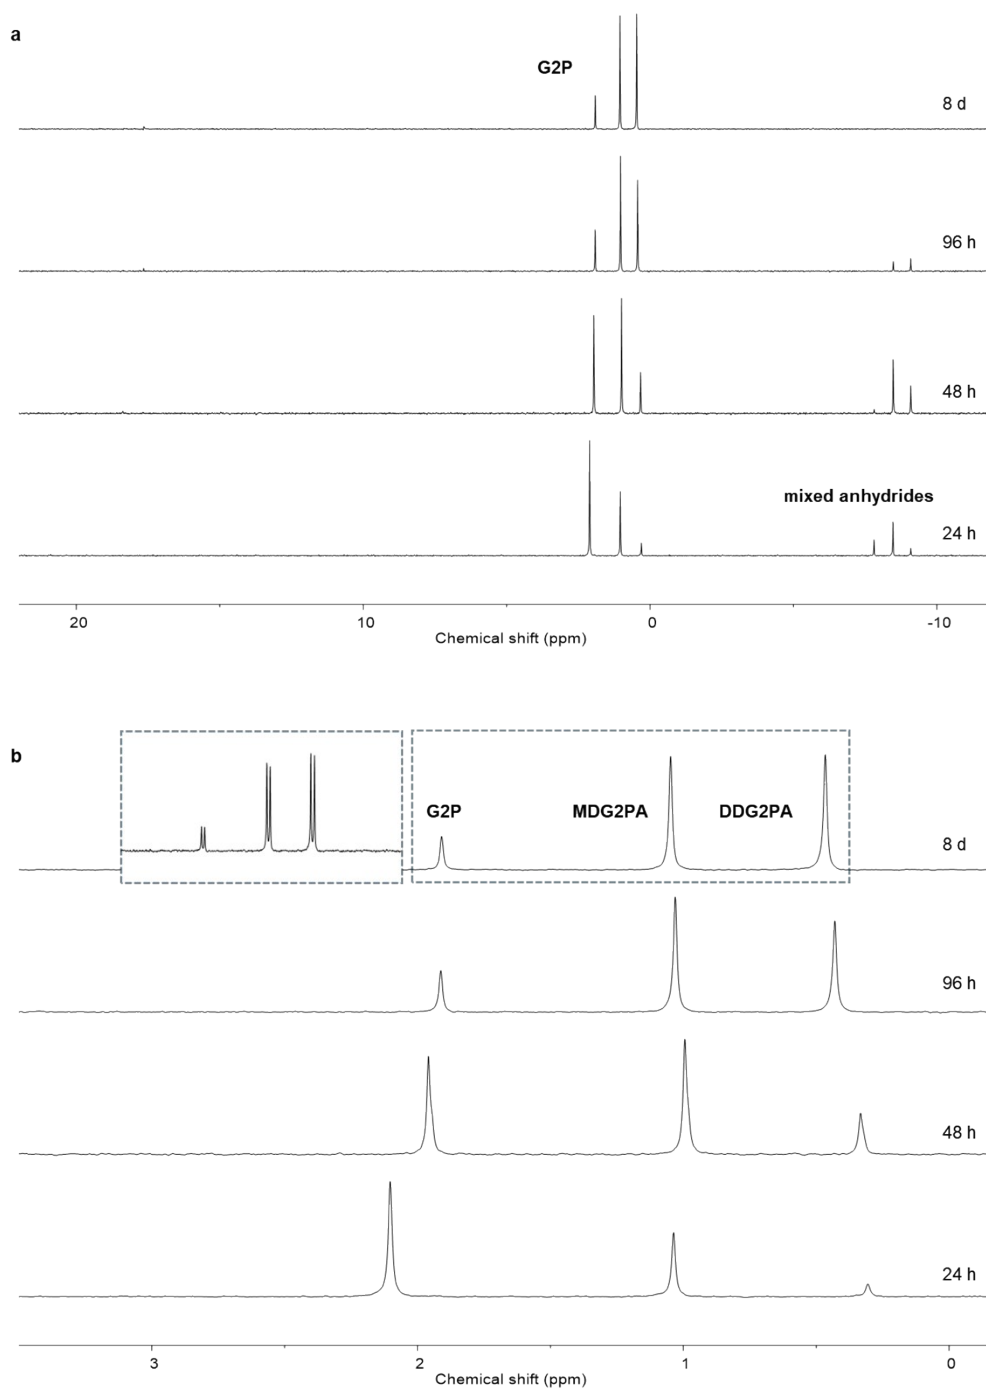 a
G2P
8 d
96 h
48 h
mixed anhydrides
24 h
20 10 0 -10
Chemical shift (ppm)
b
G2P MDG2PA DDG2PA
8 d
96 h
48 h
24 h
3 2 1 0
Chemical shift (ppm)